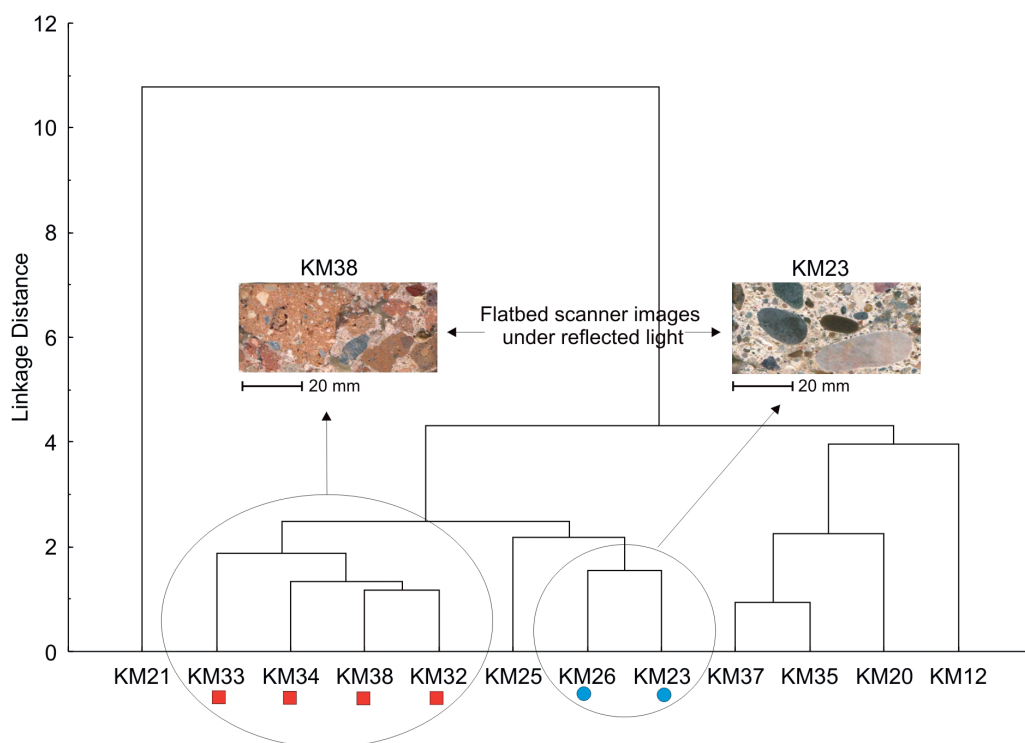 12
10
8
6
4
2
0
Linkage Distance
KM38
KM23
Flatbed scanner images
under reflected light
20 mm
20 mm
KM21 KM33 KM34 KM38 KM32 KM25 KM26 KM23 KM37 KM35 KM20 KM12